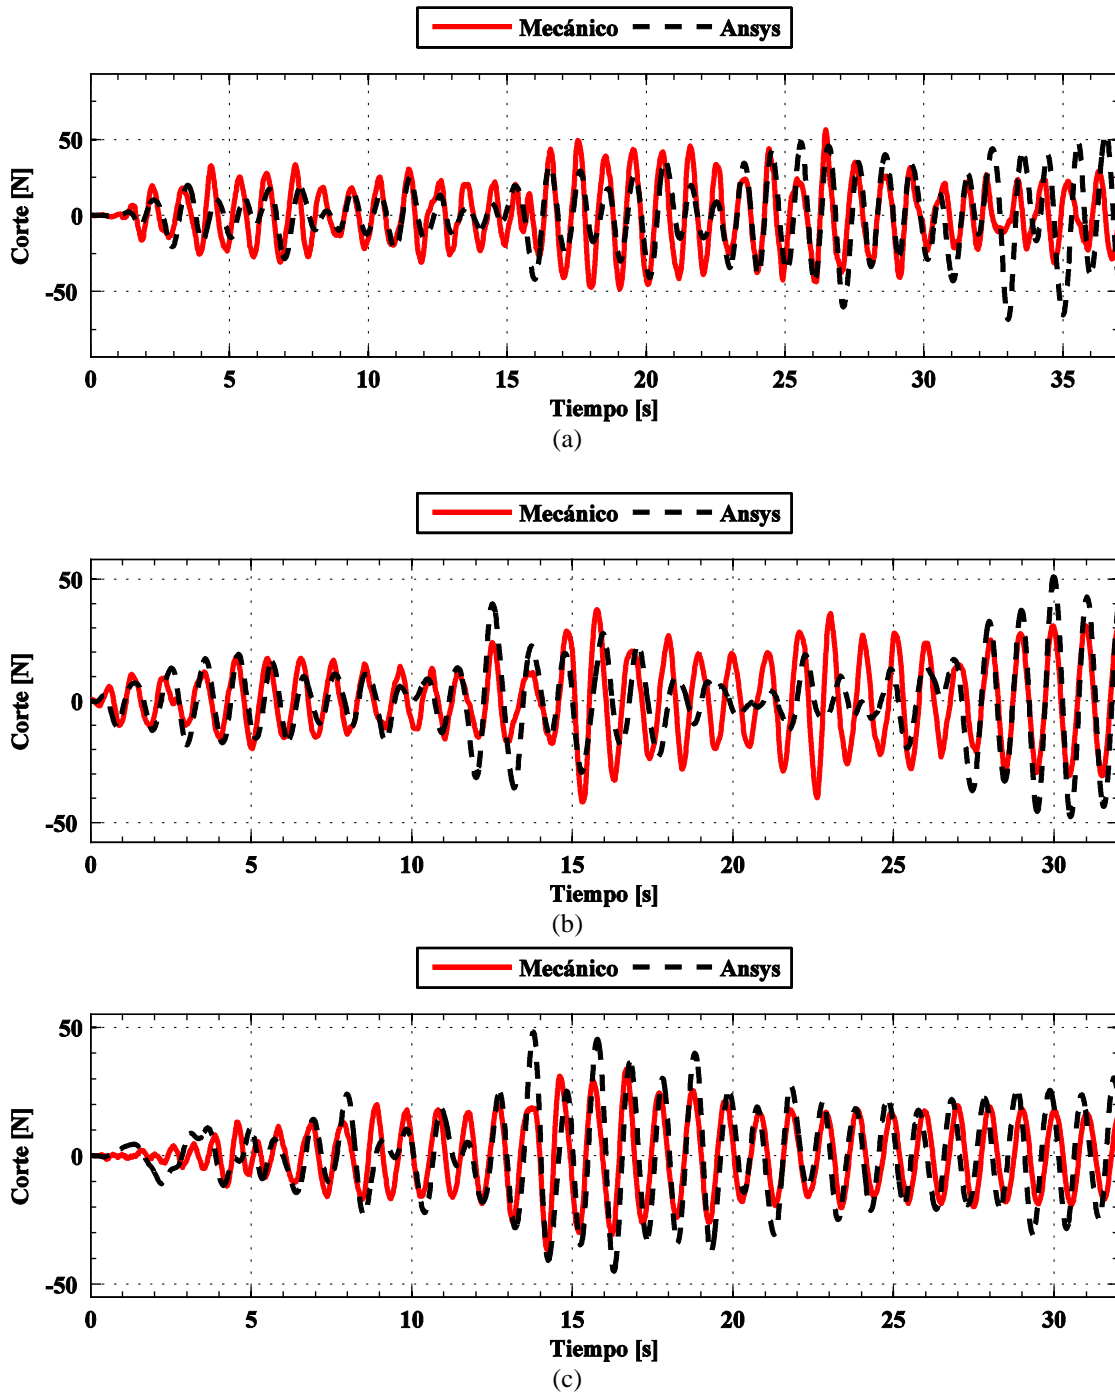 Mecánico Ansys
50
0
-50
Corte [N]
0 5 10 15 20 25 30 35
Tiempo [s]
(a)
Mecánico Ansys
50
0
-50
Corte [N]
0 5 10 15 20 25 30
Tiempo [s]
(b)
Mecánico Ansys
50
0
-50
Corte [N]
0 5 10 15 20 25 30
Tiempo [s]
(c)